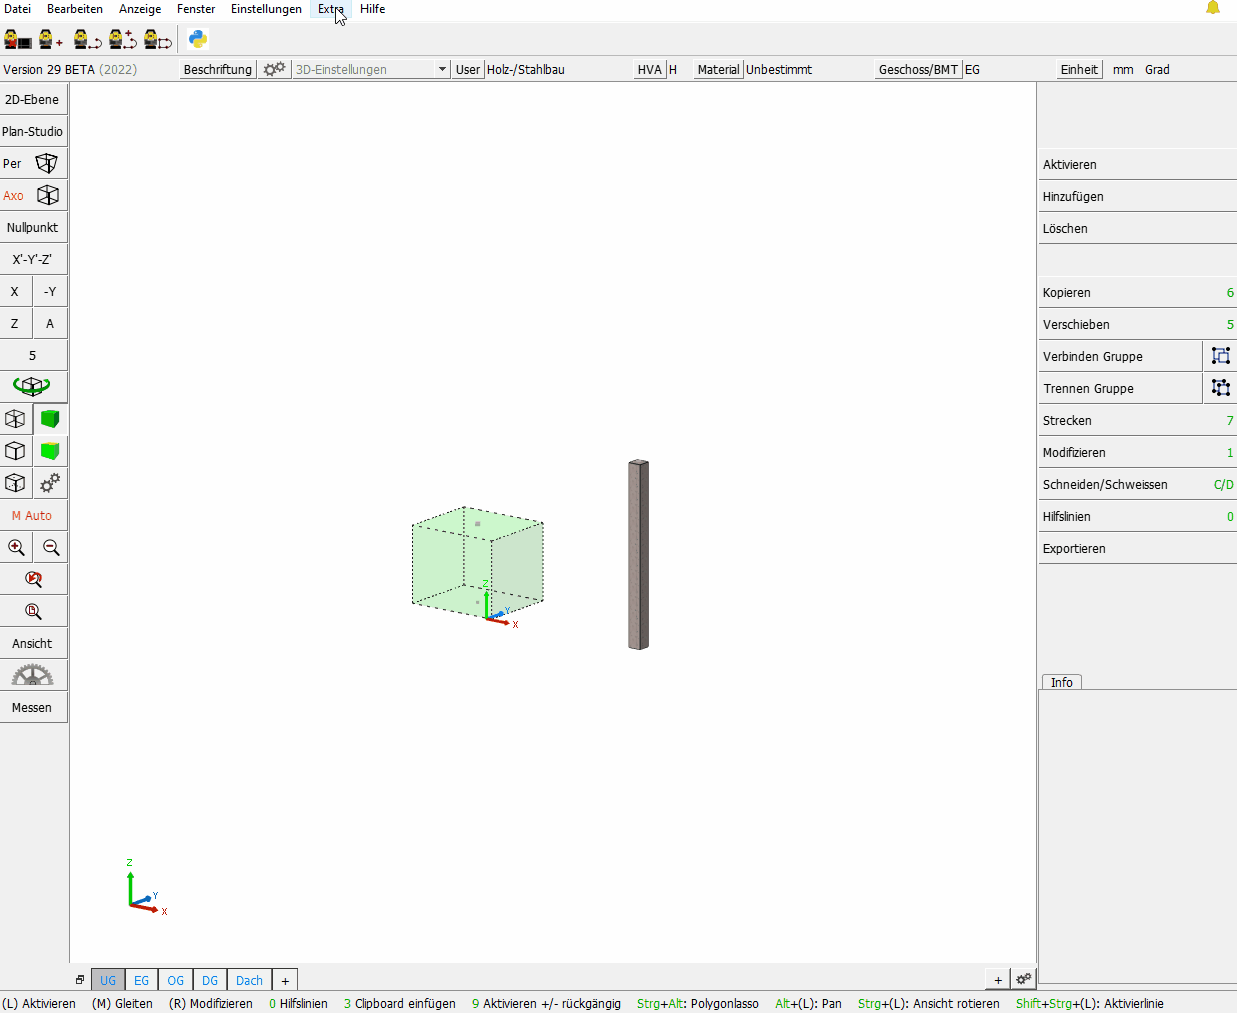 Datei Bearbeiten Anzeige Fenster Einstellungen Extra Hilfe
Version 29 BETA (2022) Beschriftung 3D-Einstellungen User Holz-/Stahlbau HVA H Material Unbestimmt Geschoss/BMT EG Einheit mm Grad
2D-Ebene
Plan-Studio
Per
Axo
Nullpunkt
X'-Y'-Z'
X -Y
Z A
5
M Auto
Ansicht
Messen
Aktivieren
Hinzufügen
Löschen
Kopieren 6
Verschieben 5
Verbinden Gruppe
Trennen Gruppe
Strecken 7
Modifizieren 1
Schneiden/Schweissen C/D
Hilfslinien 0
Exportieren
Info
Z
Y
X
Z
Y
X
UG EG OG DG Dach + +
(L) Aktivieren (M) Gleiten (R) Modifizieren 0 Hilfslinien 3 Clipboard einfügen 9 Aktivieren +/- rückgängig Strg+Alt: Polygonlasso Alt+(L): Pan Strg+(L): Ansicht rotieren Shift+Strg+(L): Aktivierlinie